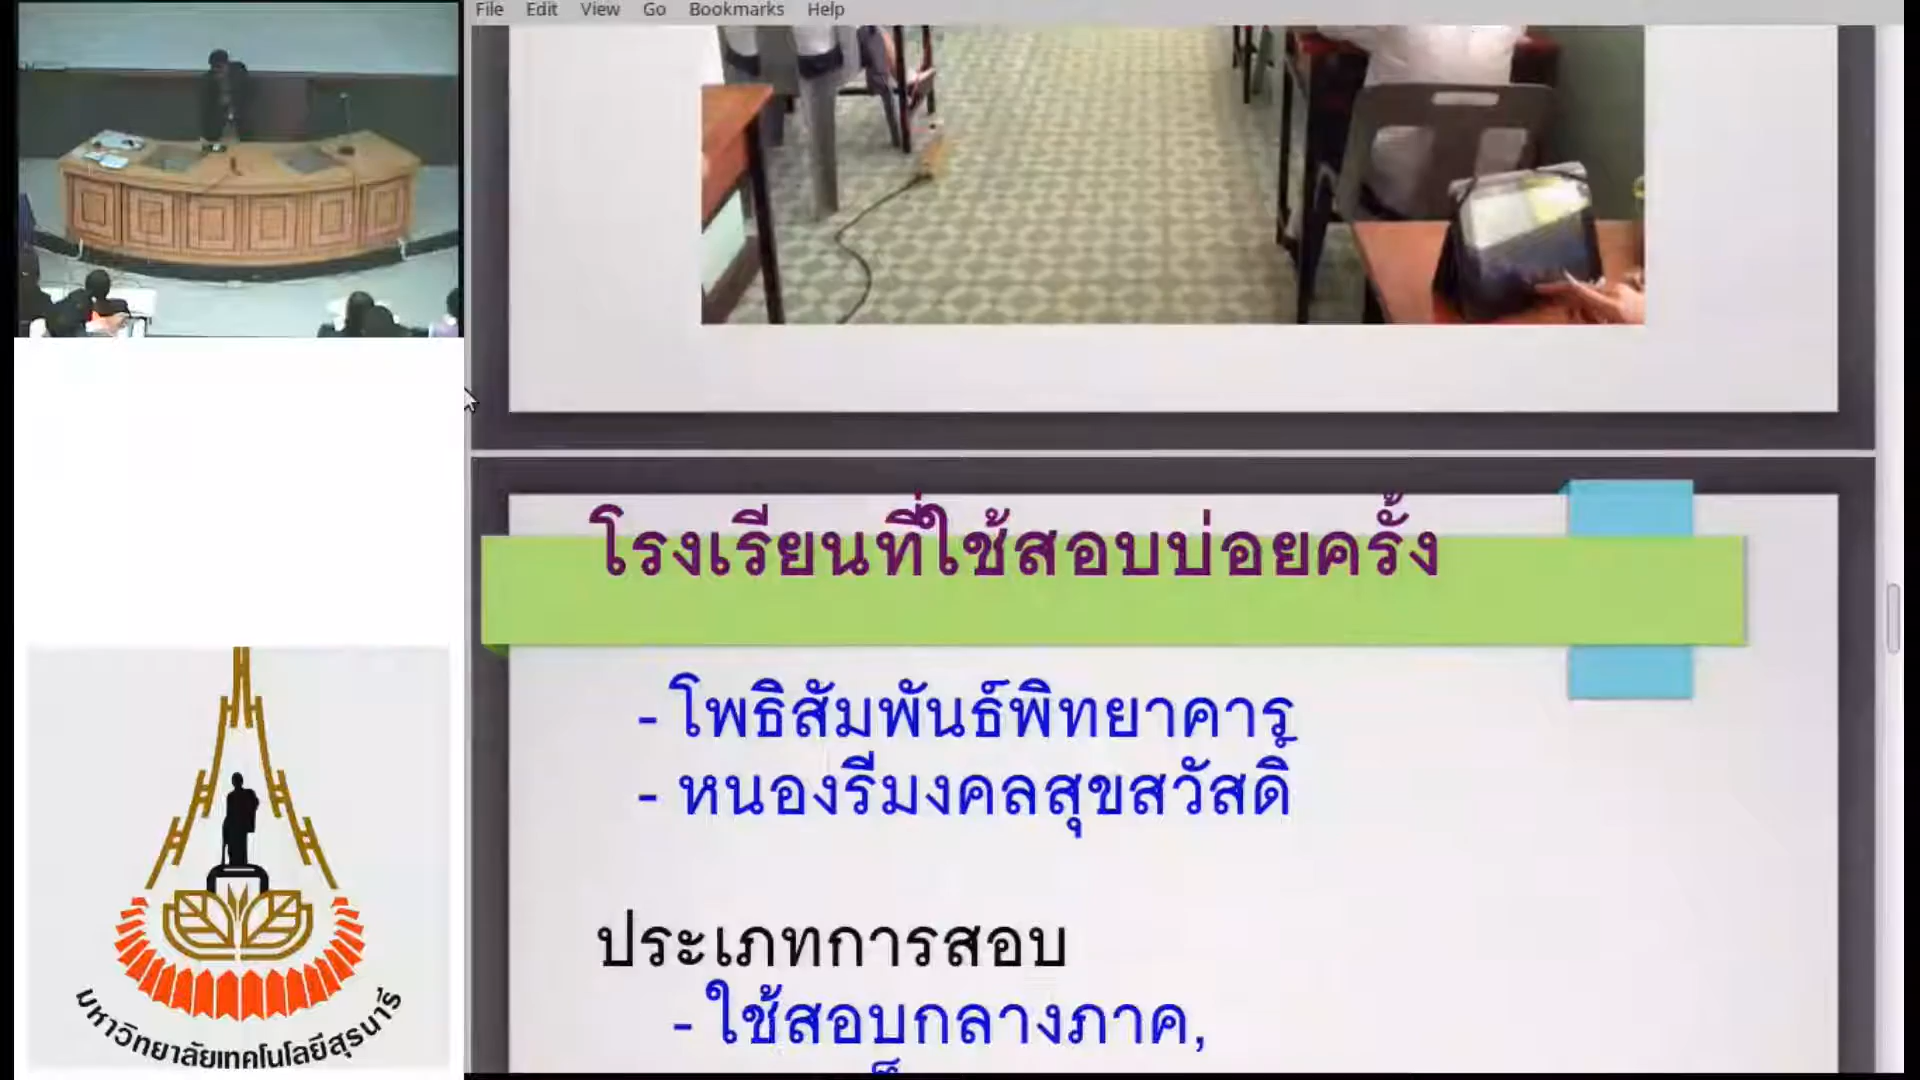 File Edit View Go Bookmarks Help
โรงเรียนที่ใช้สอบบ่อยครั้ง
- โพธิสัมพันธ์พิทยาคาร
- หนองรีมงคลสุขสวัสดิ์
ประเภทการสอบ
- ใช้สอบกลางภาค,
มหาวิทยาลัยเทคโนโลยีสุรนารี